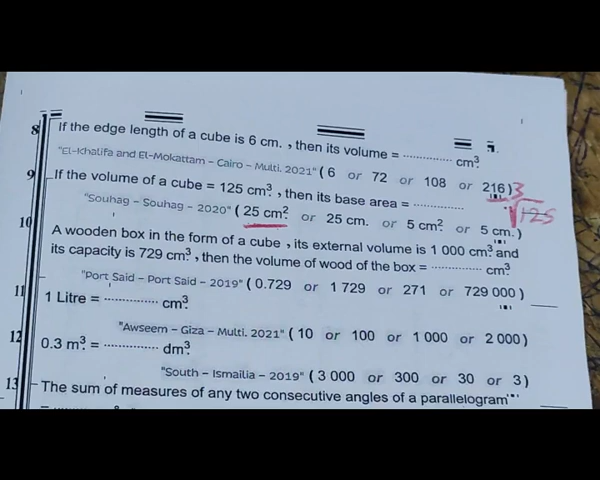 8 If the edge length of a cube is 6 cm. , then its volume = ·············· cm³.
"El-Khalifa and El-Mokattam – Cairo – Multi. 2021" ( 6 or 72 or 108 or 216 )
9 If the volume of a cube = 125 cm³. , then its base area = ··············
3√125
"Souhag – Souhag – 2020" ( 25 cm². or 25 cm. or 5 cm². or 5 cm. )
10 A wooden box in the form of a cube , its external volume is 1 000 cm³. and
its capacity is 729 cm³. , then the volume of wood of the box = ·············· cm³.
"Port Said – Port Said – 2019" ( 0.729 or 1 729 or 271 or 729 000 )
11 1 Litre = ·············· cm³.
"Awseem – Giza – Multi. 2021" ( 10 or 100 or 1 000 or 2 000 )
12 0.3 m³. = ·············· dm³.
"South – Ismailia – 2019" ( 3 000 or 300 or 30 or 3 )
13 The sum of measures of any two consecutive angles of a parallelogram